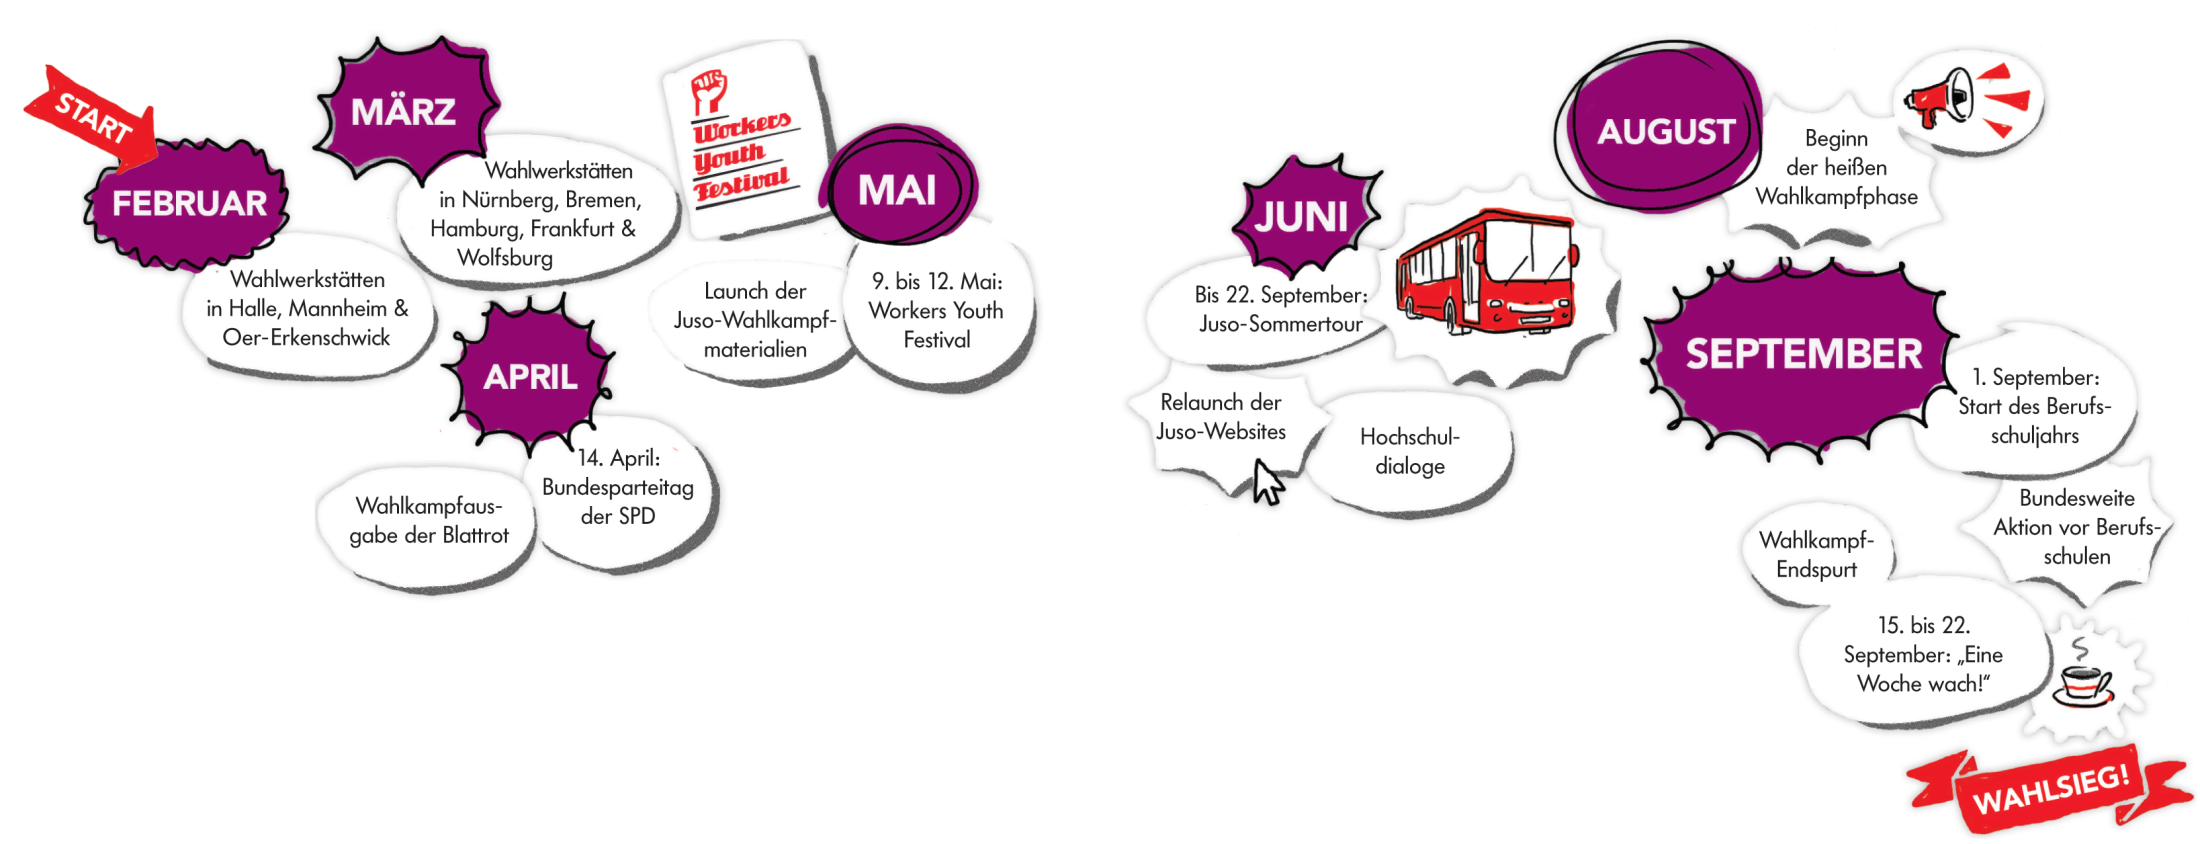 START
FEBRUAR
Wahlwerkstätten
in Halle, Mannheim &
Oer-Erkenschwick
MÄRZ
Wahlwerkstätten
in Nürnberg, Bremen,
Hamburg, Frankfurt &
Wolfsburg
APRIL
14. April:
Bundesparteitag
der SPD
Wahlkampfaus-
gabe der Blattrot
Workers
Youth
Festival
MAI
Launch der
Juso-Wahlkampf-
materialien
9. bis 12. Mai:
Workers Youth
Festival
JUNI
Bis 22. September:
Juso-Sommertour
Relaunch der
Juso-Websites
Hochschul-
dialoge
AUGUST
Beginn
der heißen
Wahlkampfphase
SEPTEMBER
1. September:
Start des Berufs-
schuljahrs
Bundesweite
Aktion vor Berufs-
schulen
Wahlkampf-
Endspurt
15. bis 22.
September: „Eine
Woche wach!“
WAHLSIEG!